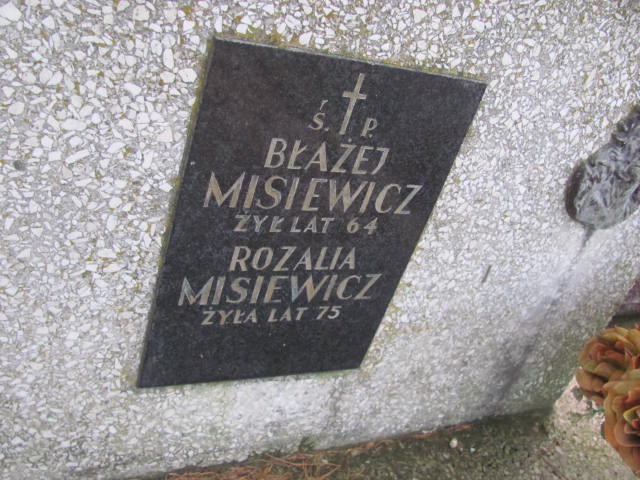 Ś. P.
BŁAŻEJ
MISIEWICZ
ŻYŁ LAT 64
ROZALIA
MISIEWICZ
ŻYŁA LAT 75